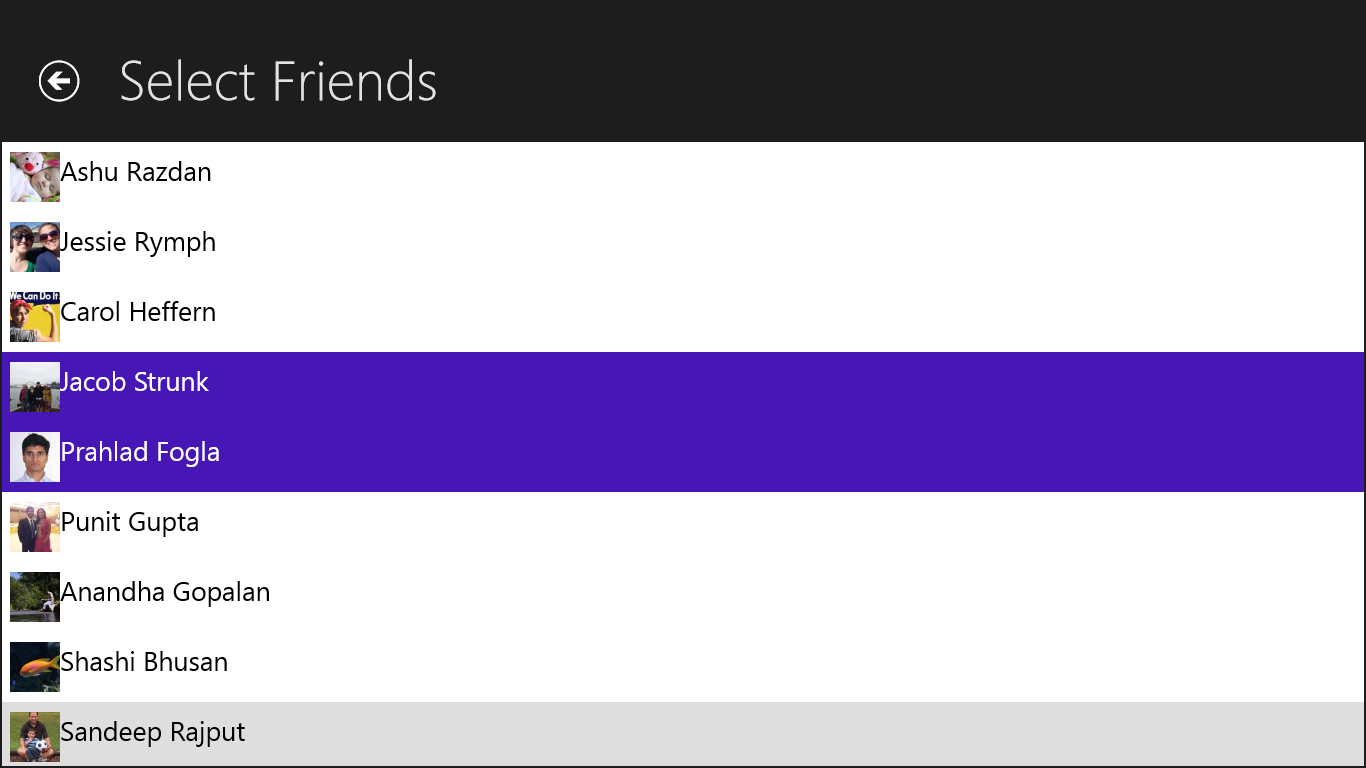 Select Friends
Ashu Razdan
Jessie Rymph
We Can Do It!
Carol Heffern
Jacob Strunk
Prahlad Fogla
Punit Gupta
Anandha Gopalan
Shashi Bhusan
Sandeep Rajput